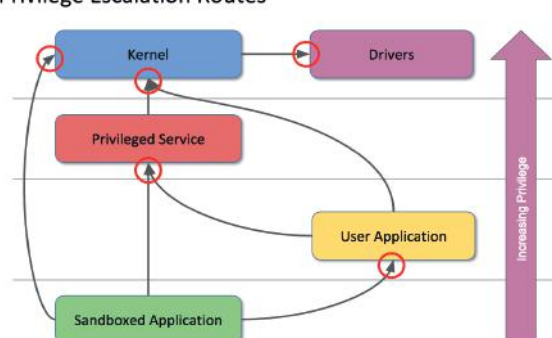 Privilege Escalation Routes
Kernel
Drivers
Privileged Service
User Application
Sandboxed Application
Increasing Privilege